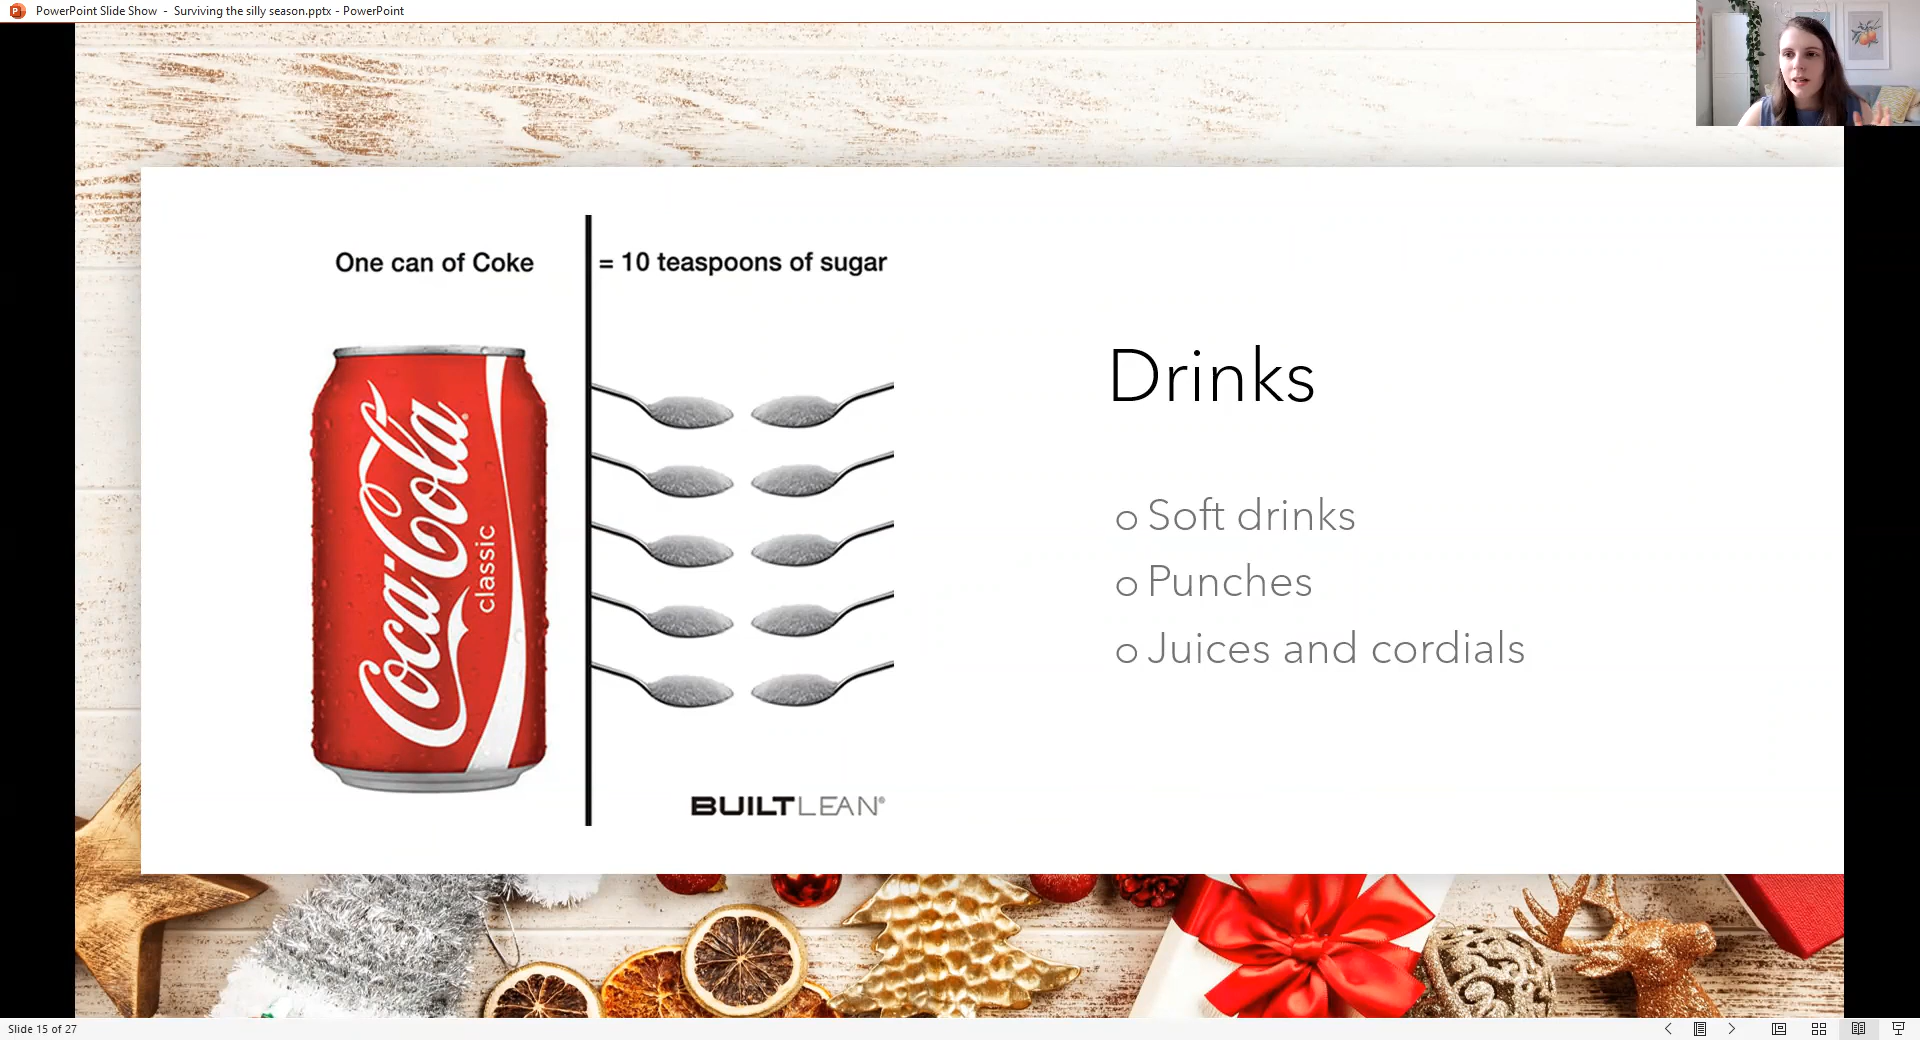 PowerPoint Slide Show - Surviving the silly season.pptx - PowerPoint
One can of Coke
= 10 teaspoons of sugar
Coca-Cola
classic
BUILTLEAN®
Drinks
o Soft drinks
o Punches
o Juices and cordials
Slide 15 of 27